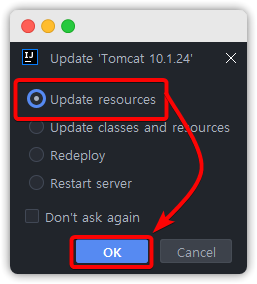 IJ
Update 'Tomcat 10.1.24'
Update resources
Update classes and resources
Redeploy
Restart server
Don't ask again
OK
Cancel